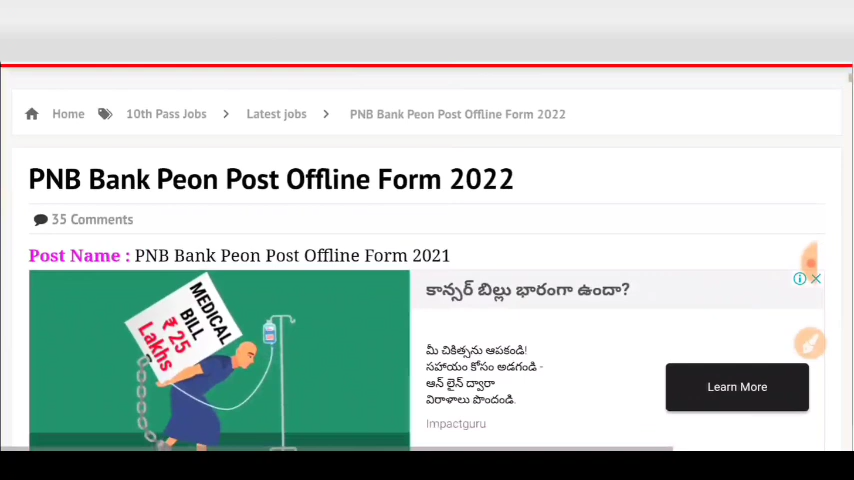 Home 10th Pass Jobs Latest jobs PNB Bank Peon Post Offline Form 2022
PNB Bank Peon Post Offline Form 2022
35 Comments
Post Name : PNB Bank Peon Post Offline Form 2021
MEDICAL
BILL
₹ 25
Lakhs
కాన్సర్ బిల్లు భారంగా ఉందా?
మీ చికిత్సను ఆపకండి!
సహాయం కోసం అడగండి -
ఆన్ లైన్ ద్వారా
విరాళాలు పొందండి.
Impactguru
Learn More